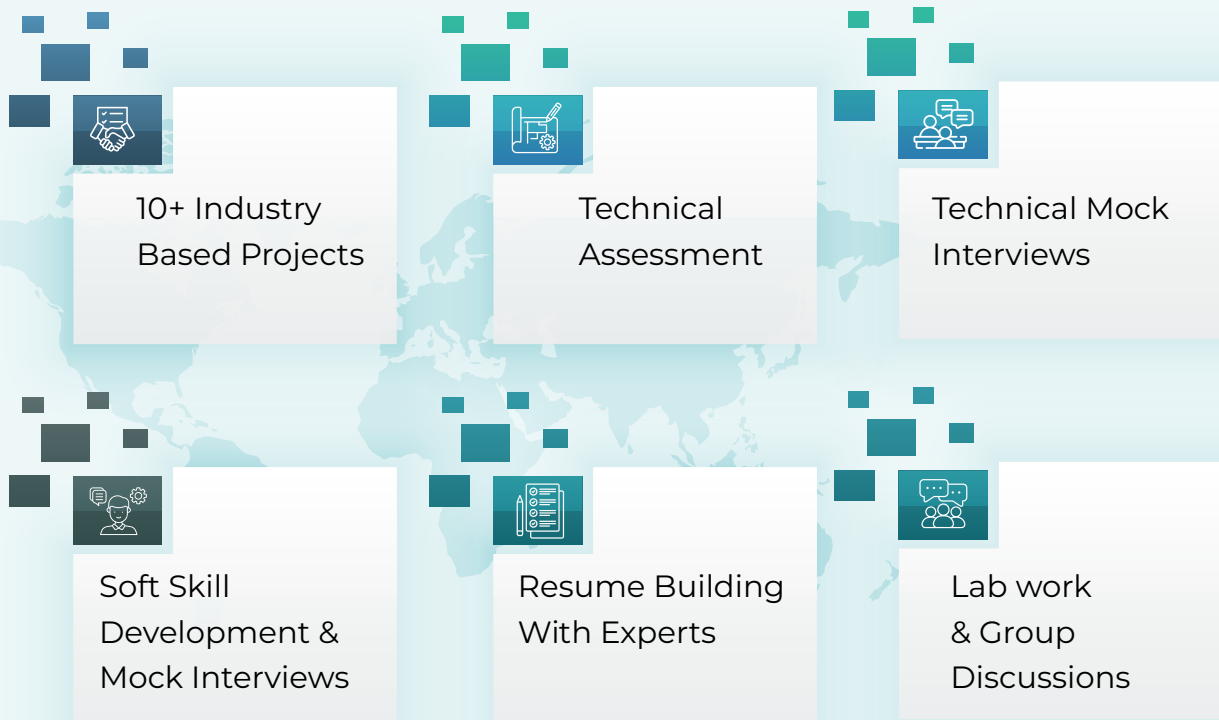 10+ Industry
Based Projects
Technical
Assessment
Technical Mock
Interviews
Soft Skill
Development &
Mock Interviews
Resume Building
With Experts
Lab work
& Group
Discussions